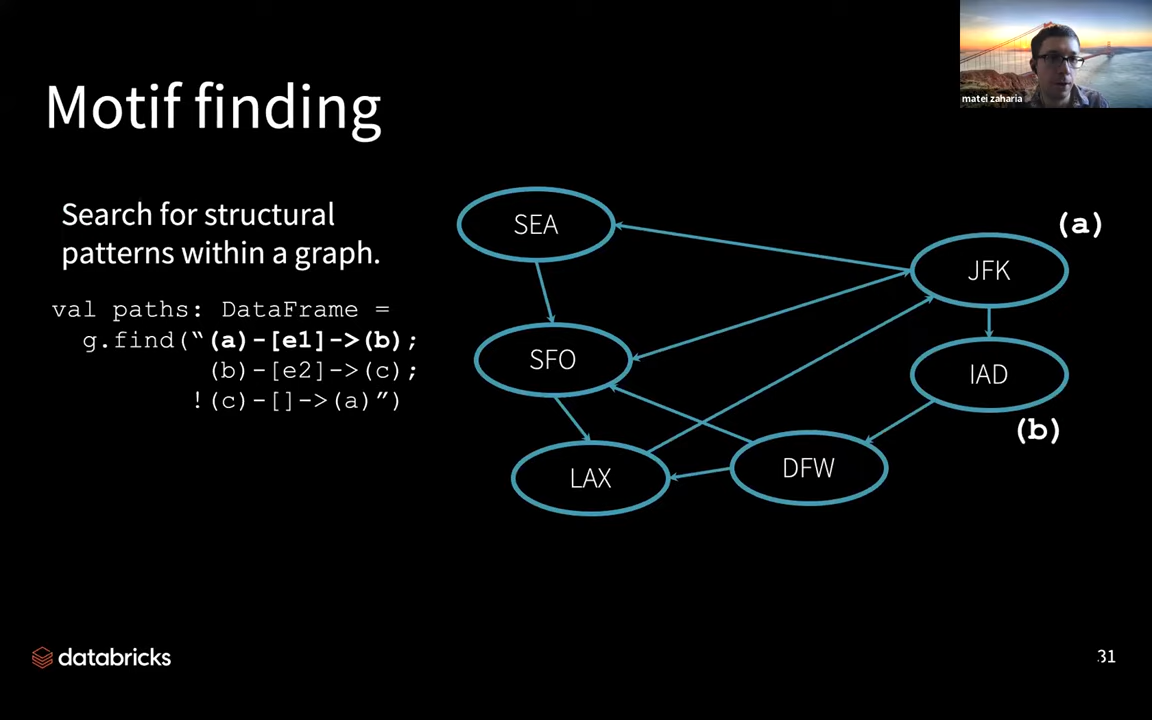 matei zaharia
Motif finding
Search for structural
patterns within a graph.
val paths: DataFrame =
g.find(“(a)-[e1]->(b);
(b)-[e2]->(c);
!(c)-[]->(a)”)
SEA
(a)
JFK
SFO
IAD
(b)
LAX
DFW
databricks
31